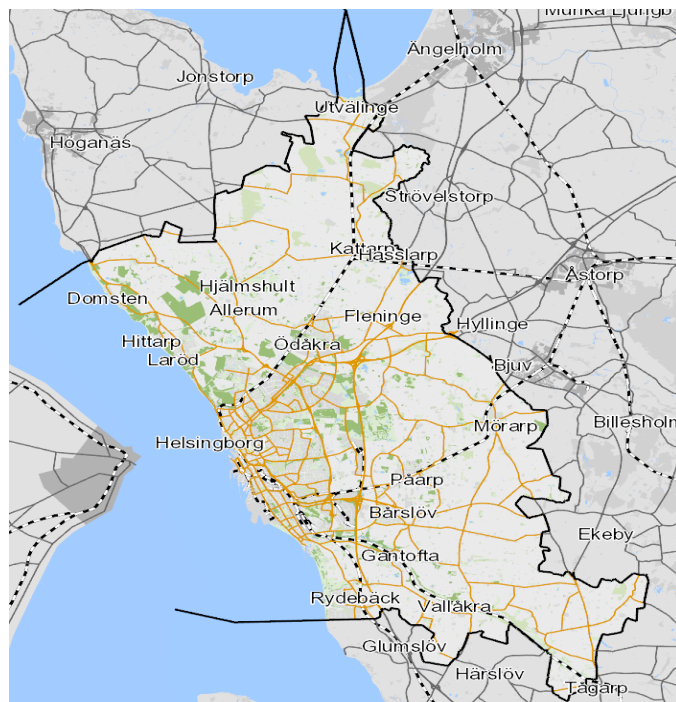 Munka Ljungb
Ängelholm
Jonstorp
Utvälinge
Höganäs
Strövelstorp
Kattarp
Hasslarp
Åstorp
Hjälmshult
Domsten
Allerum
Fleninge
Hyllinge
Hittarp
Ödåkra
Laröd
Bjuv
Billesholm
Mörarp
Helsingborg
Påarp
Bårslöv
Ekeby
Gantofta
Rydebäck
Vallåkra
Glumslöv
Härslöv
Tågarp